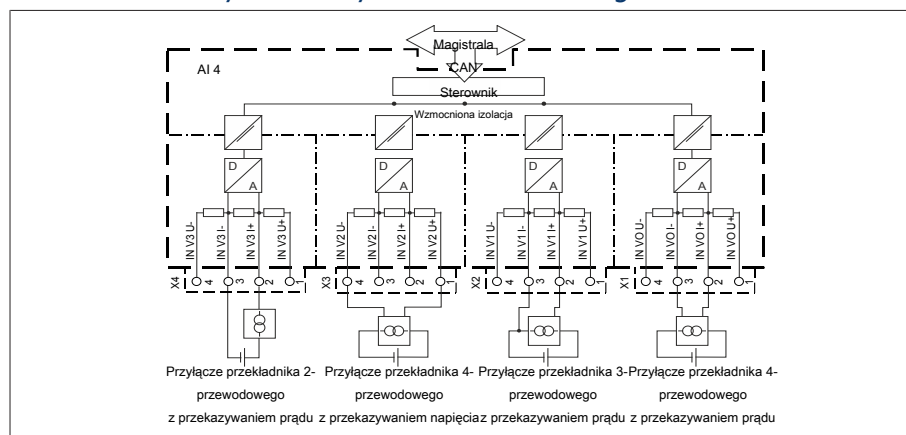 Magistrala
CAN
AI 4
Sterownik
Wzmocniona izolacja
D
A
D
A
D
A
D
A
IN V3 U-
IN V3 I-
IN V3 I+
IN V3 U+
IN V2 U-
IN V2 I-
IN V2 I+
IN V2 U+
IN V1 U-
IN V1 I-
IN V1 I+
IN V1 U+
IN VO U-
IN VO I-
IN VO I+
IN VO U+
X4
4
3
2
1
X3
4
3
2
1
X2
4
3
2
1
X1
4
3
2
1
Przyłącze przekładnika 2-
przewodowego
z przekazywaniem prądu
Przyłącze przekładnika 4-
przewodowego
z przekazywaniem napięcia
Przyłącze przekładnika 3-
przewodowego
z przekazywaniem prądu
Przyłącze przekładnika 4-
przewodowego
z przekazywaniem prądu